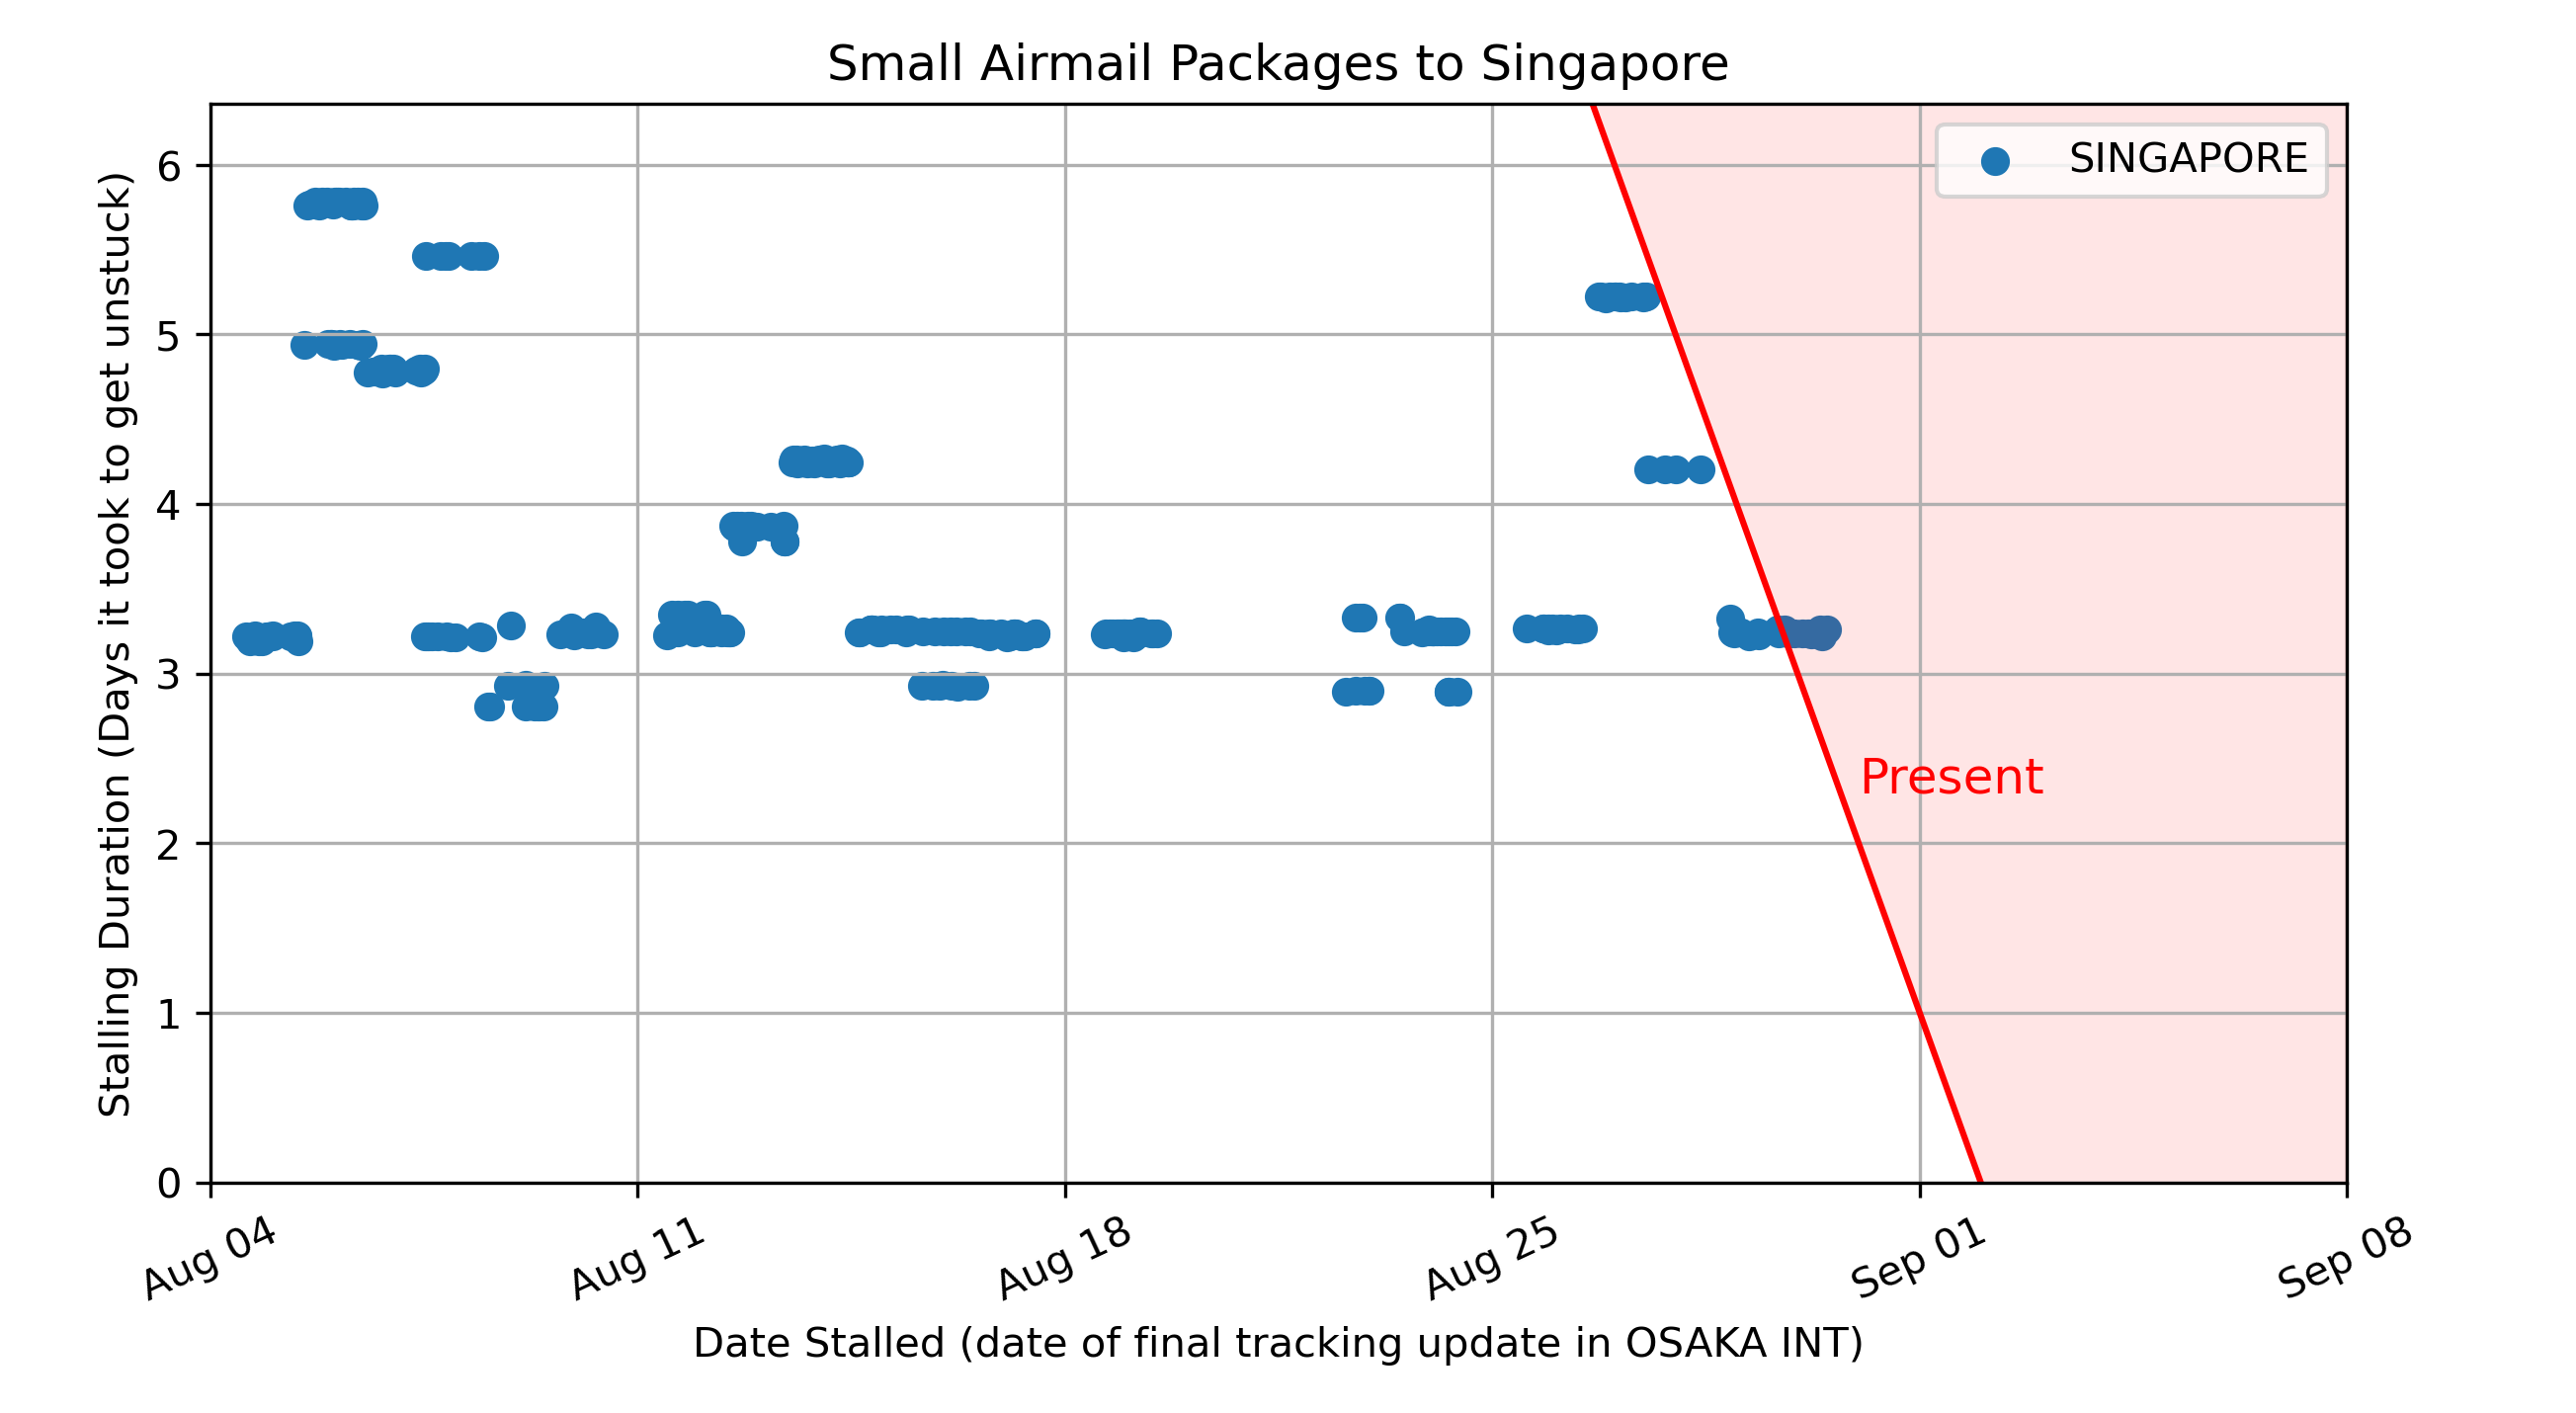 Small Airmail Packages to Singapore
SINGAPORE
Stalling Duration (Days it took to get unstuck)
6
5
4
3
2
1
0
Present
Aug 04
Aug 11
Aug 18
Aug 25
Sep 01
Sep 08
Date Stalled (date of final tracking update in OSAKA INT)